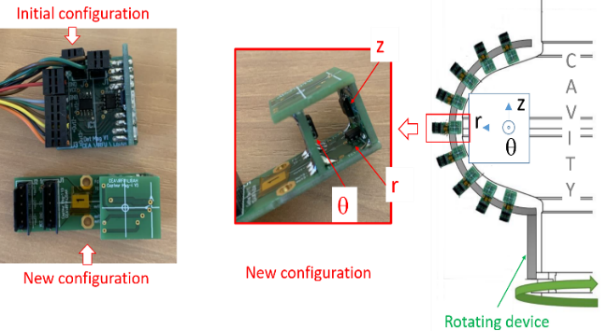 Initial configuration
New configuration
z
θ
r
New configuration
C
A
V
I
T
Y
z
r
θ
Rotating device